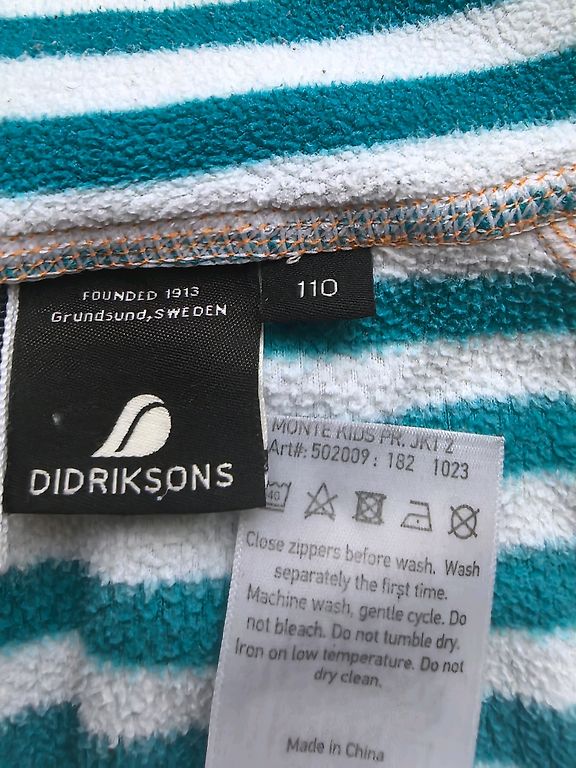 FOUNDED 1913
Grundsund, SWEDEN
110
DIDRIKSONS
MONTE KIDS PR. JKT 2
Art#: 502009: 182 1023
40
Close zippers before wash. Wash
separately the first time.
Machine wash, gentle cycle. Do
not bleach. Do not tumble dry.
Iron on low temperature. Do not
dry clean.
Made in China